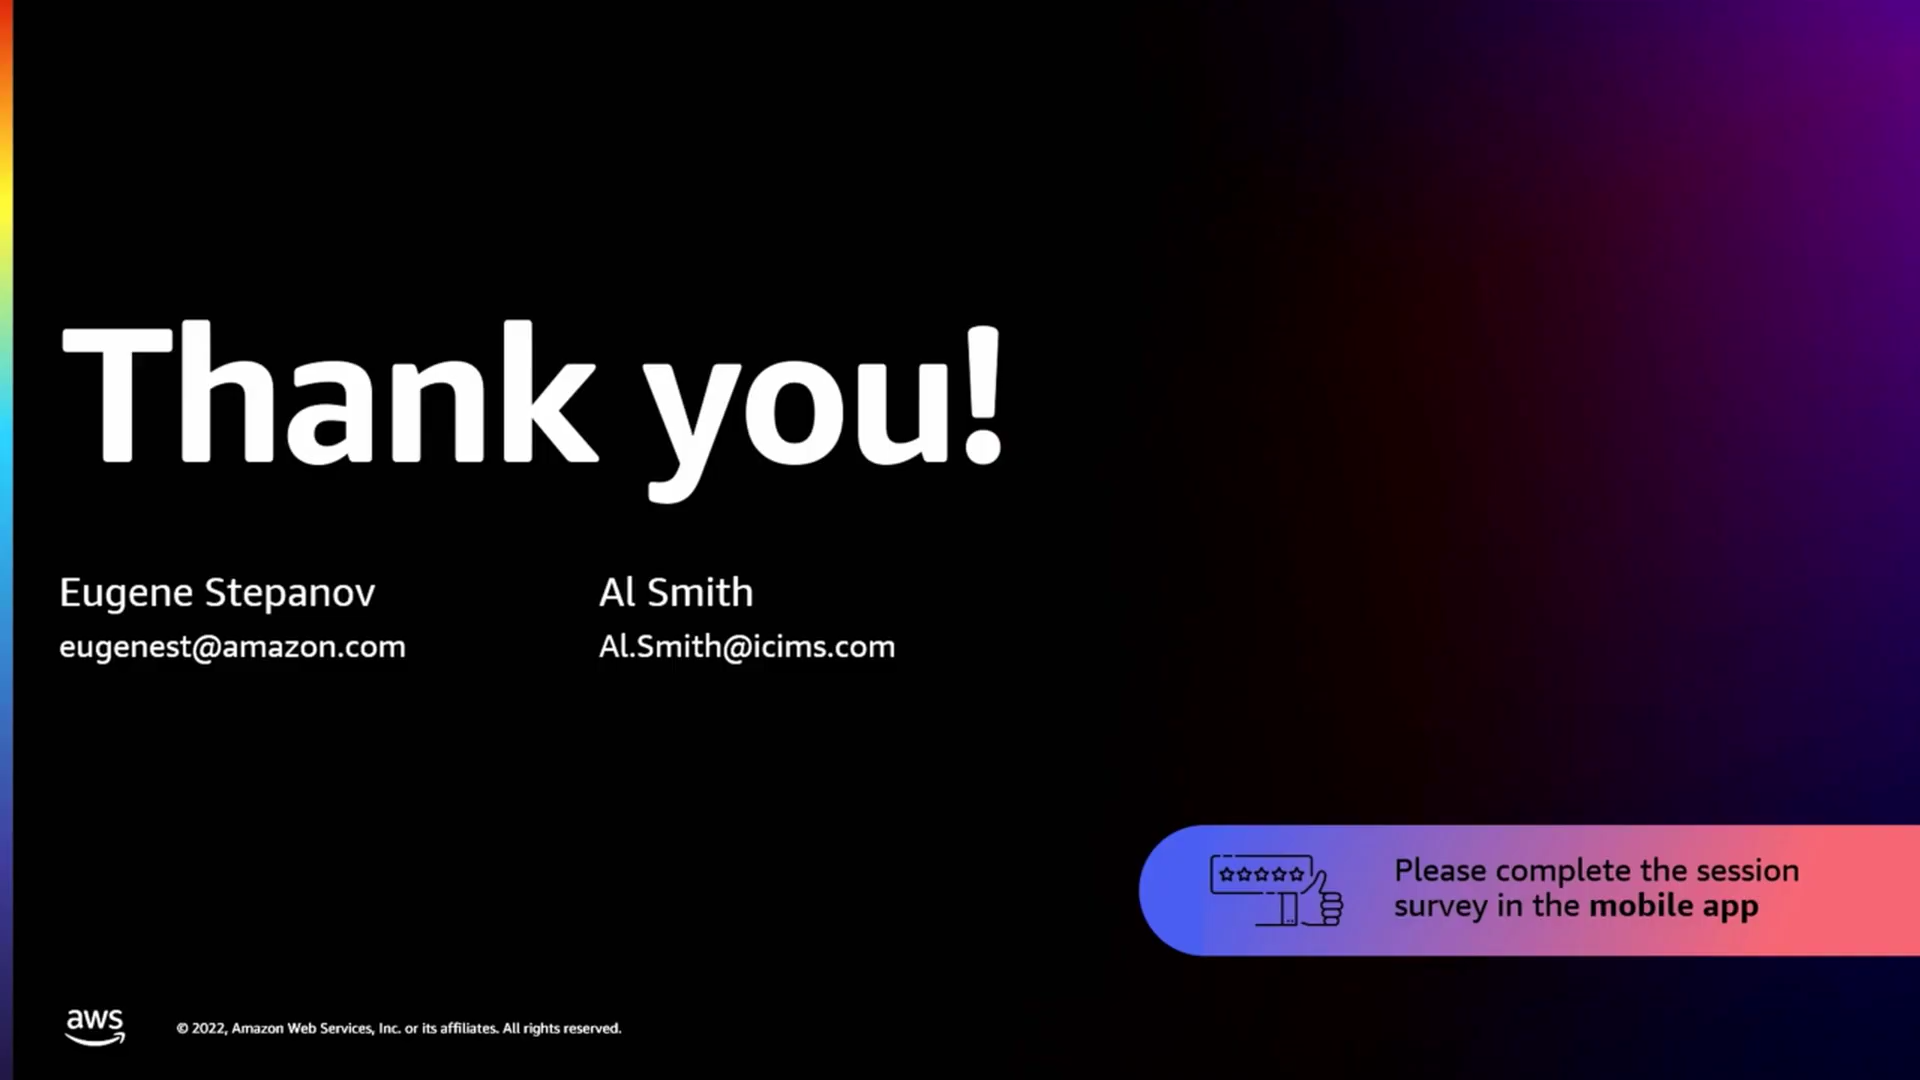 Thank you!
Eugene Stepanov
eugenest@amazon.com
Al Smith
Al.Smith@icims.com
Please complete the session
survey in the mobile app
aws
© 2022, Amazon Web Services, Inc. or its affiliates. All rights reserved.